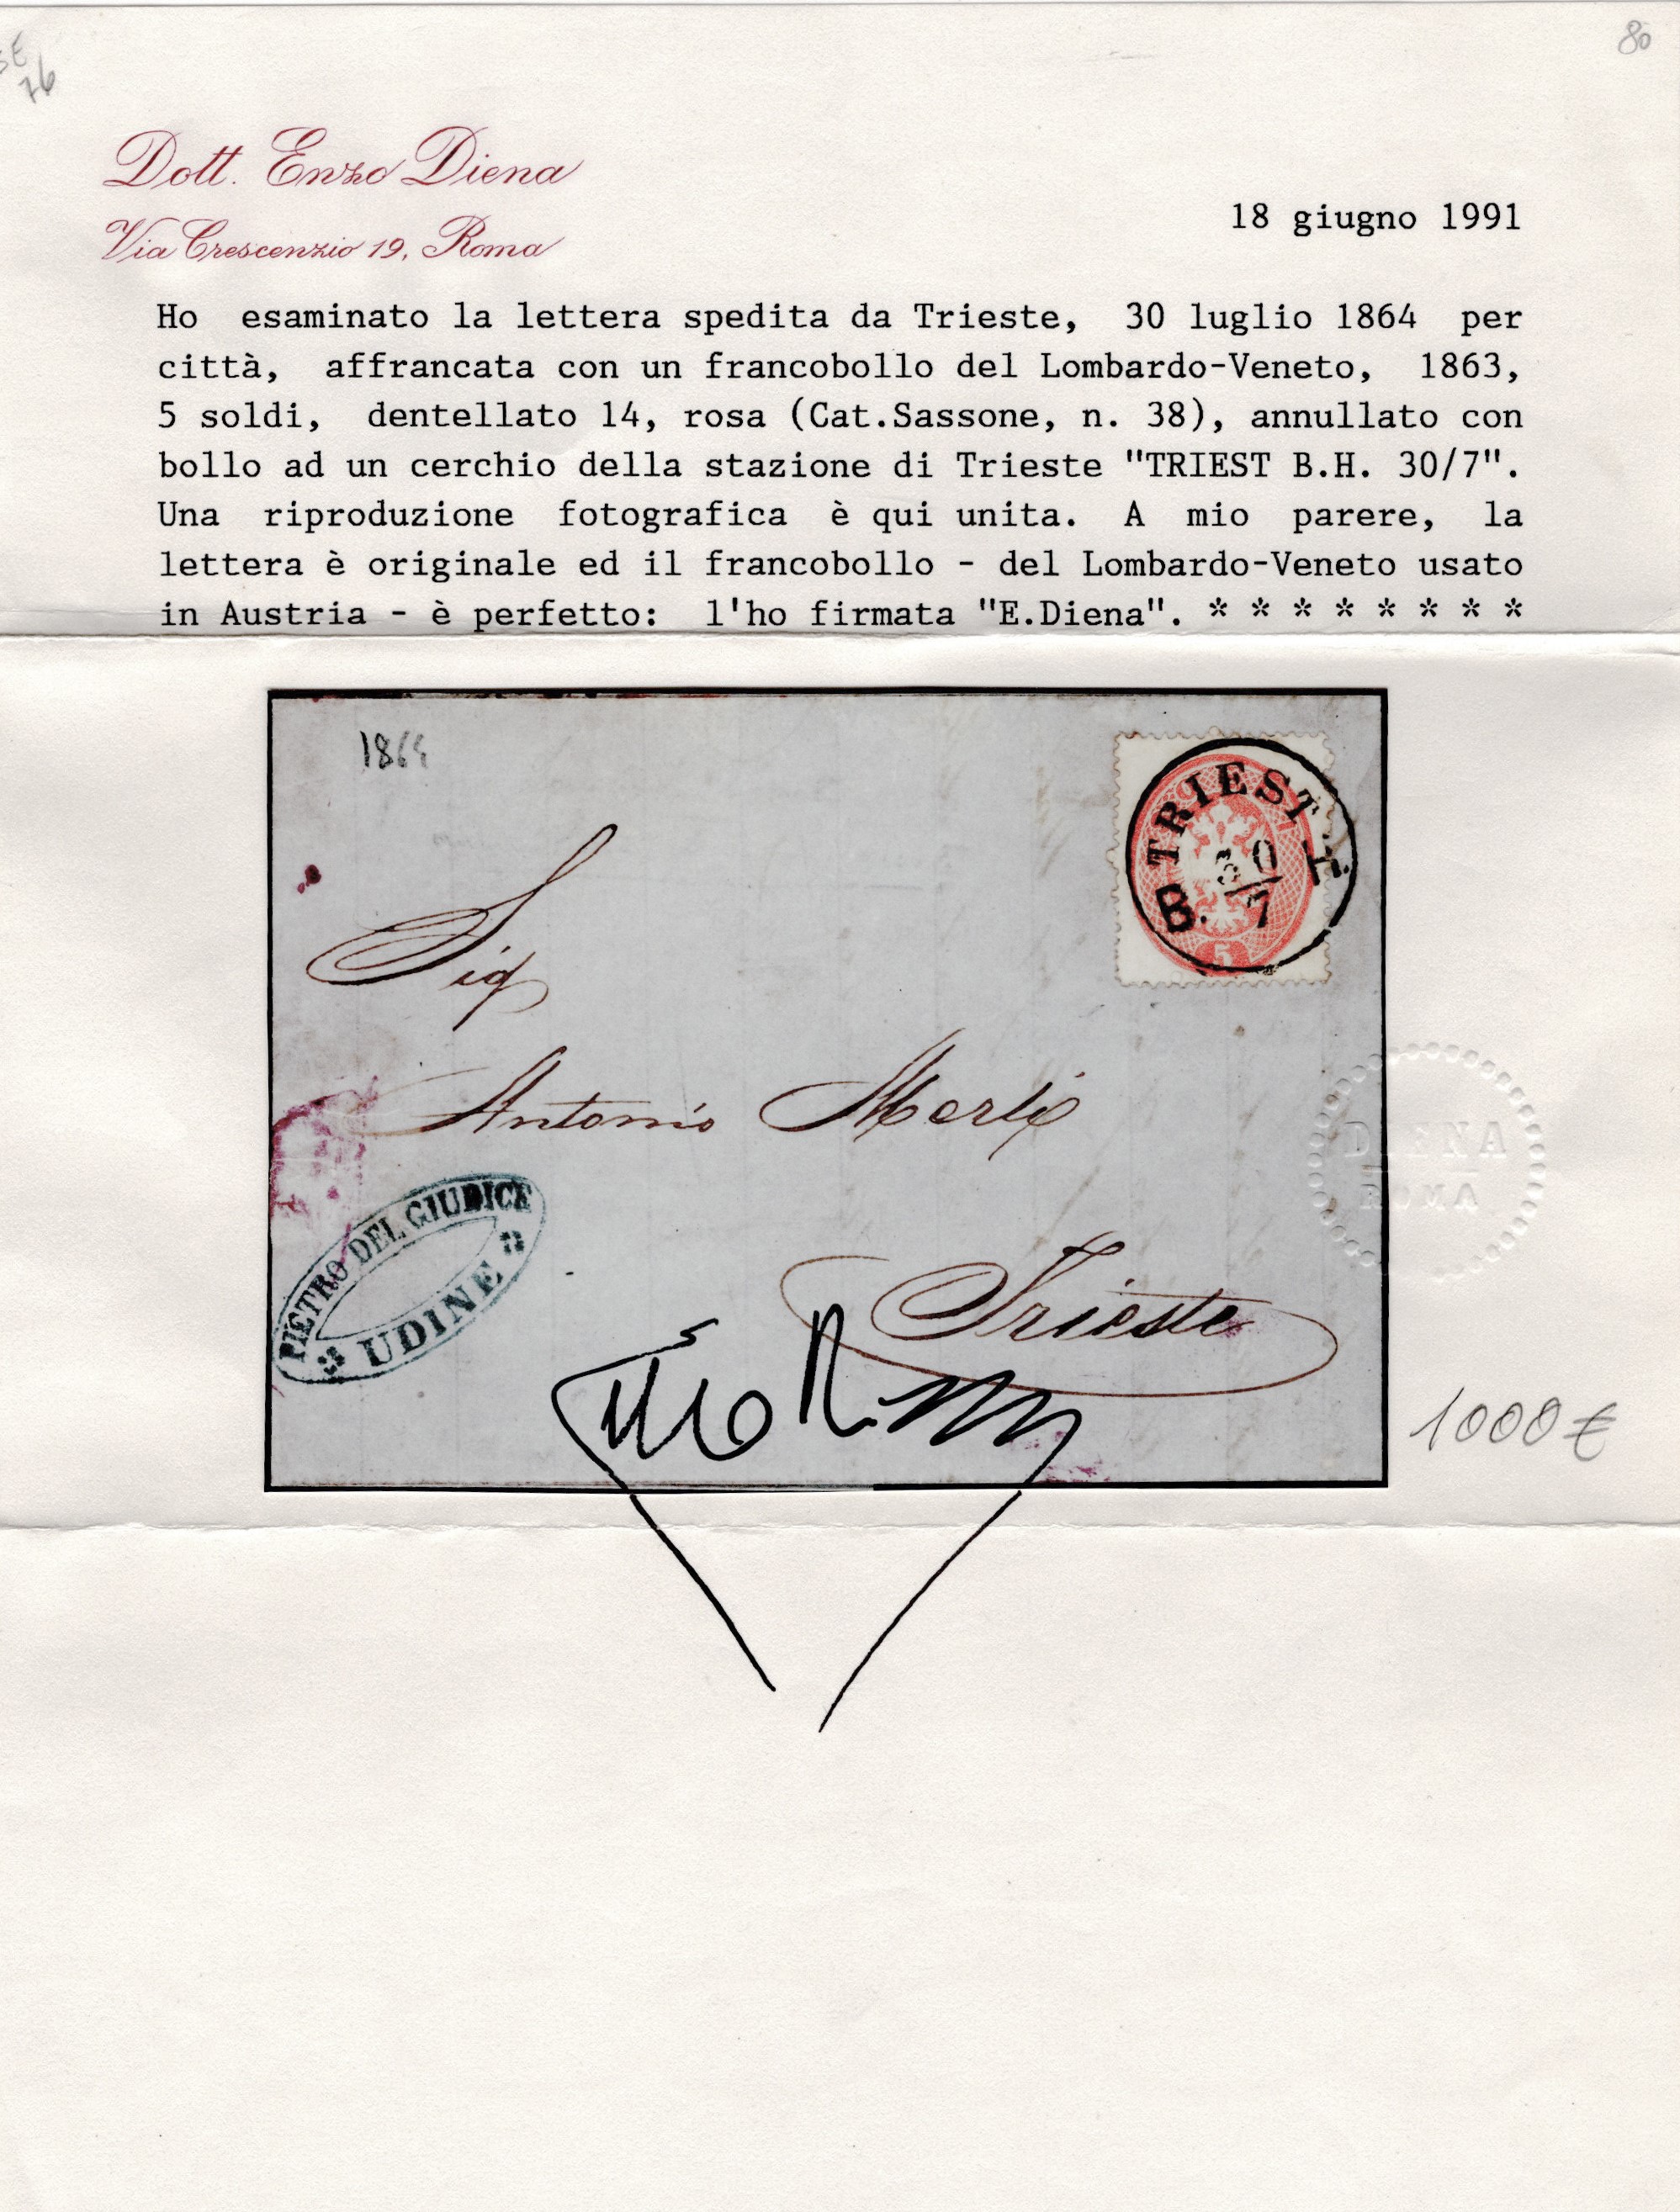 80
76
Dott. Enzo Diena
Via Crescenzio 19, Roma
18 giugno 1991
Ho esaminato la lettera spedita da Trieste, 30 luglio 1864 per
città, affrancata con un francobollo del Lombardo-Veneto, 1863,
5 soldi, dentellato 14, rosa (Cat.Sassone, n. 38), annullato con
bollo ad un cerchio della stazione di Trieste "TRIEST B.H. 30/7".
Una riproduzione fotografica è qui unita. A mio parere, la
lettera è originale ed il francobollo - del Lombardo-Veneto usato
in Austria - è perfetto: l'ho firmata "E.Diena". * * * * * * * *
1864
TRIEST
30
7
B. H.
5
Sig
Antonio Merli
DIENA
ROMA
PIETRO DEL GIUDICE
UDINE
Trieste
1000 €